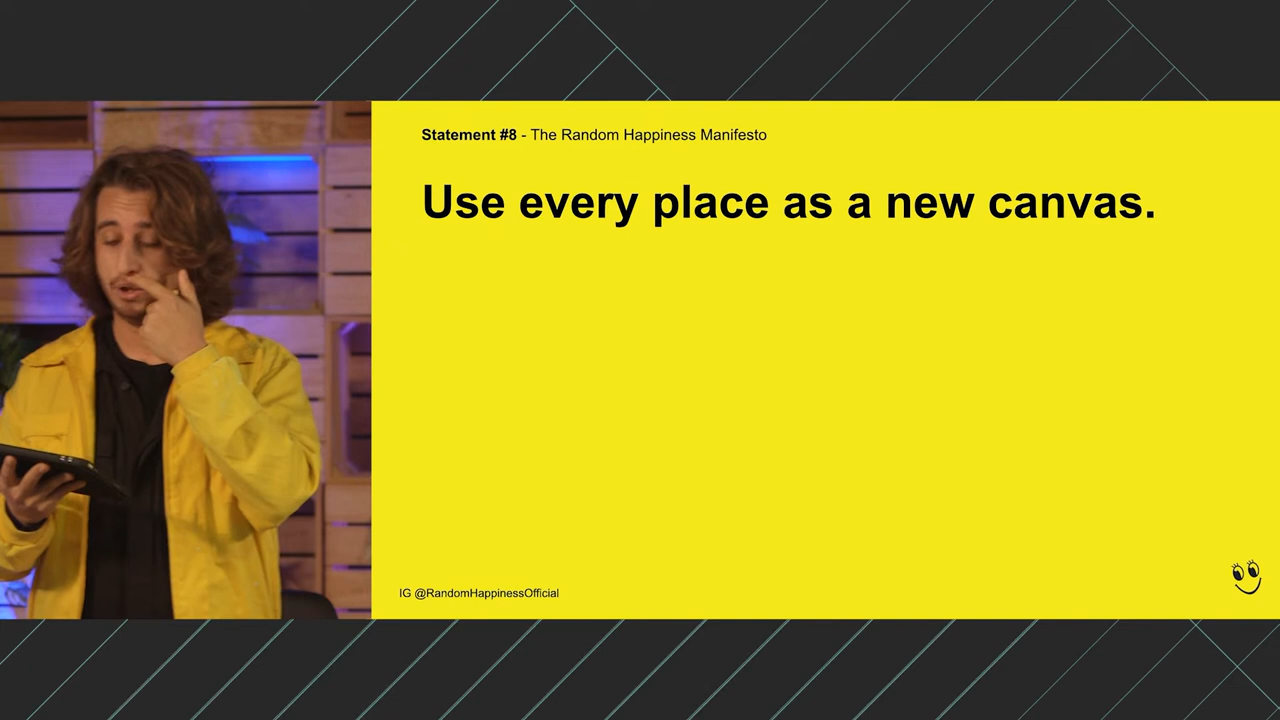 Statement #8 - The Random Happiness Manifesto
Use every place as a new canvas.
IG @RandomHappinessOfficial